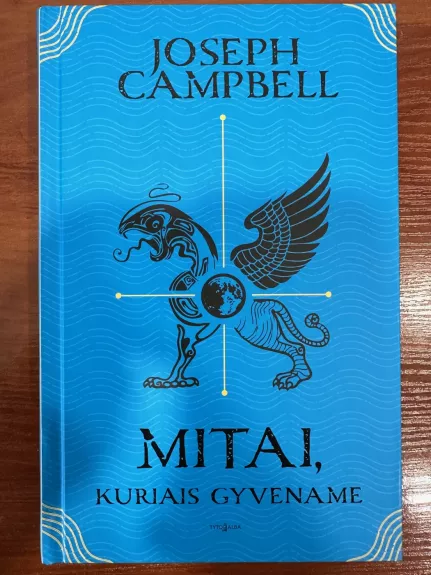 JOSEPH
CAMPBELL
MITAI,
KURIAIS GYVENAME